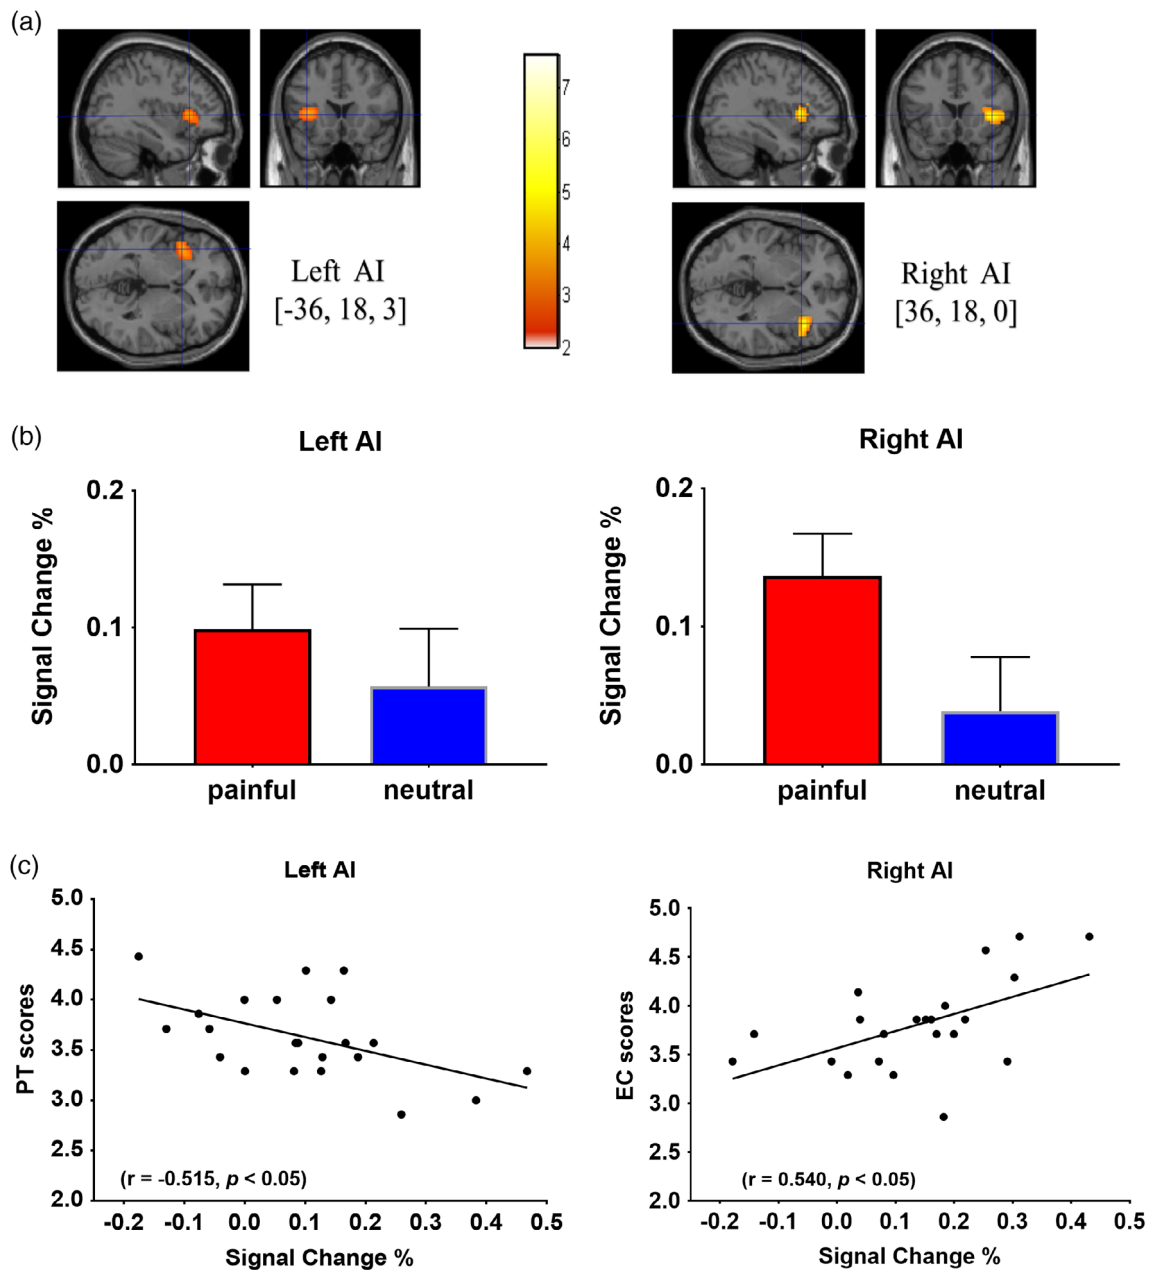 (a)
7
6
5
4
3
2
Left AI
[-36, 18, 3]
Right AI
[36, 18, 0]
(b)
Left AI
Signal Change %
0.2
0.1
0.0
painful neutral
Right AI
Signal Change %
0.2
0.1
0.0
painful neutral
(c)
Left AI
PT scores
5.0
4.5
4.0
3.5
3.0
2.5
2.0
(r = -0.515, p < 0.05)
-0.2 -0.1 0.0 0.1 0.2 0.3 0.4 0.5
Signal Change %
Right AI
EC scores
5.0
4.5
4.0
3.5
3.0
2.5
2.0
(r = 0.540, p < 0.05)
-0.2 -0.1 0.0 0.1 0.2 0.3 0.4 0.5
Signal Change %